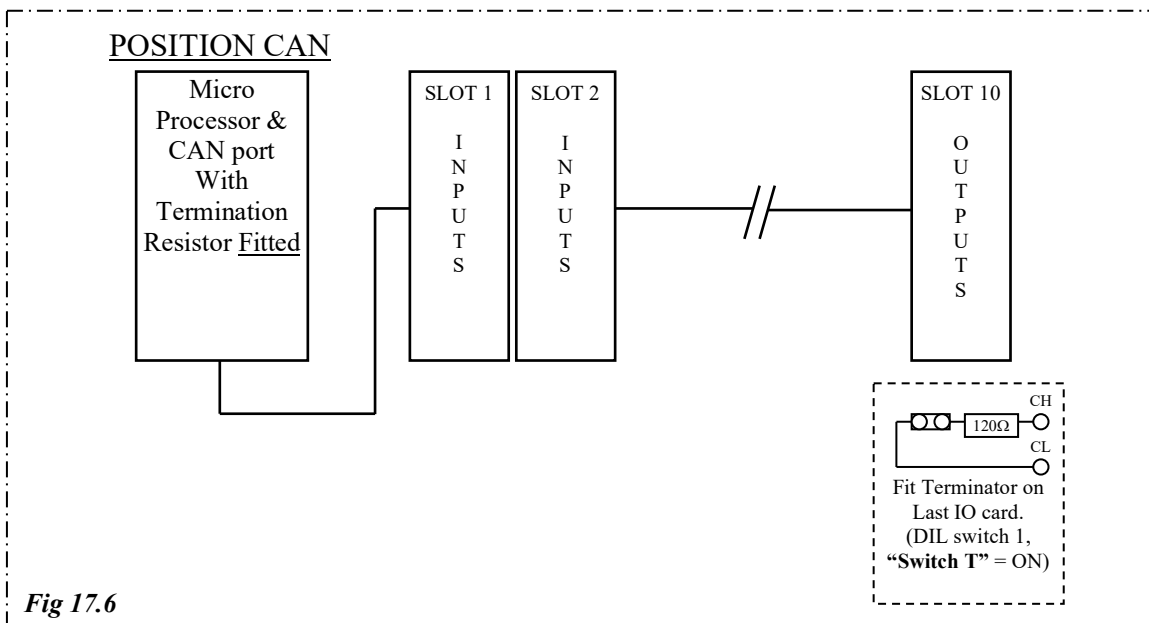 POSITION CAN
Micro
Processor &
CAN port
With
Termination
Resistor Fitted
SLOT 1
I
N
P
U
T
S
SLOT 2
I
N
P
U
T
S
SLOT 10
O
U
T
P
U
T
S
CH
120Ω
CL
Fit Terminator on
Last IO card.
(DIL switch 1,
“Switch T” = ON)
Fig 17.6